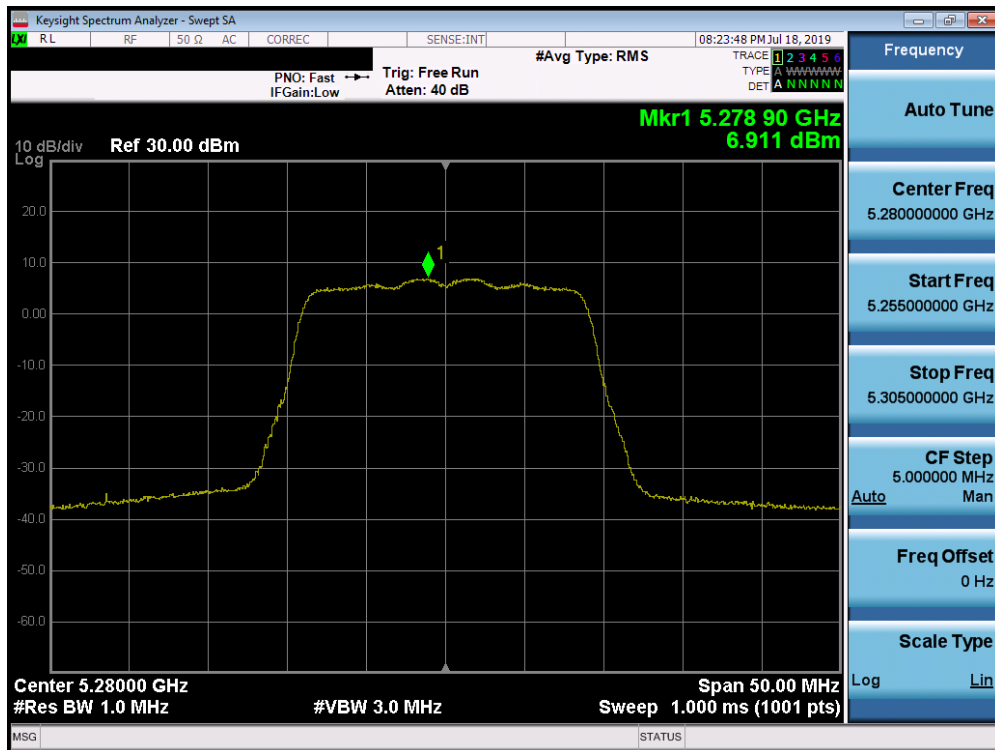 Keysight Spectrum Analyzer - Swept SA
LXI RL RF 50 Ω AC CORREC SENSE:INT 08:23:48 PM Jul 18, 2019
#Avg Type: RMS
TRACE 1 2 3 4 5 6
PNO: Fast
Trig: Free Run
TYPE A WWWWW
IFGain:Low
Atten: 40 dB
DET A N N N N N
Mkr1 5.278 90 GHz
6.911 dBm
10 dB/div Ref 30.00 dBm
Log
20.0
10.0
0.00
-10.0
-20.0
-30.0
-40.0
-50.0
-60.0
1
Center 5.28000 GHz
Span 50.00 MHz
#Res BW 1.0 MHz
#VBW 3.0 MHz
Sweep 1.000 ms (1001 pts)
MSG
STATUS
Frequency
Auto Tune
Center Freq
5.280000000 GHz
Start Freq
5.255000000 GHz
Stop Freq
5.305000000 GHz
CF Step
5.000000 MHz
Auto Man
Freq Offset
0 Hz
Scale Type
Log Lin